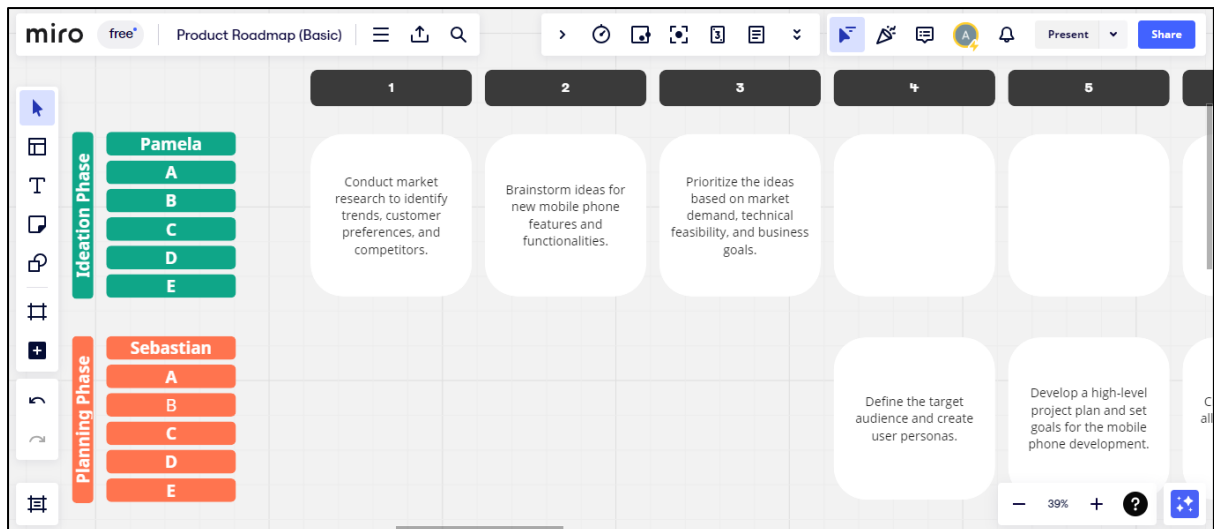 miro free Product Roadmap (Basic) 3 A Present Share
1 2 3 4 5
Ideation Phase
Pamela
A
B
C
D
E
Conduct market
research to identify
trends, customer
preferences, and
competitors.
Brainstorm ideas for
new mobile phone
features and
functionalities.
Prioritize the ideas
based on market
demand, technical
feasibility, and business
goals.
Planning Phase
Sebastian
A
B
C
D
E
Define the target
audience and create
user personas.
Develop a high-level
project plan and set
goals for the mobile
phone development.
C
all
39%